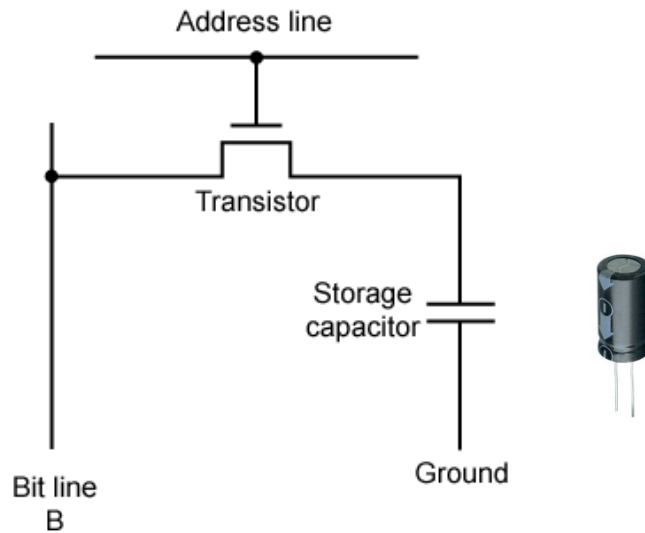 Address line
Transistor
Storage
capacitor
Ground
Bit line
B